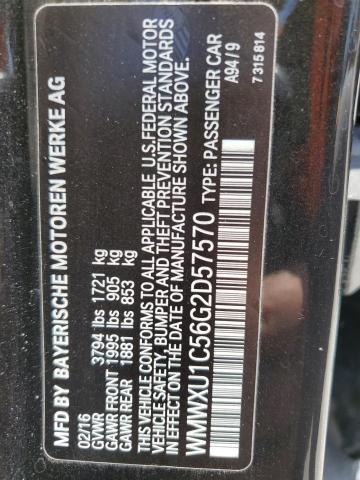 MFD BY BAYERISCHE MOTOREN WERKE AG
02/16
GVWR 3794 lbs 1721 kg
GAWR FRONT 1995 lbs 905 kg
GAWR REAR 1881 lbs 853 kg
THIS VEHICLE CONFORMS TO ALL APPLICABLE U.S. FEDERAL MOTOR
VEHICLE SAFETY, BUMPER AND THEFT PREVENTION STANDARDS
IN EFFECT ON THE DATE OF MANUFACTURE SHOWN ABOVE.
WMWXU1C56G2D57570 TYPE: PASSENGER CAR
A94/9
7315814